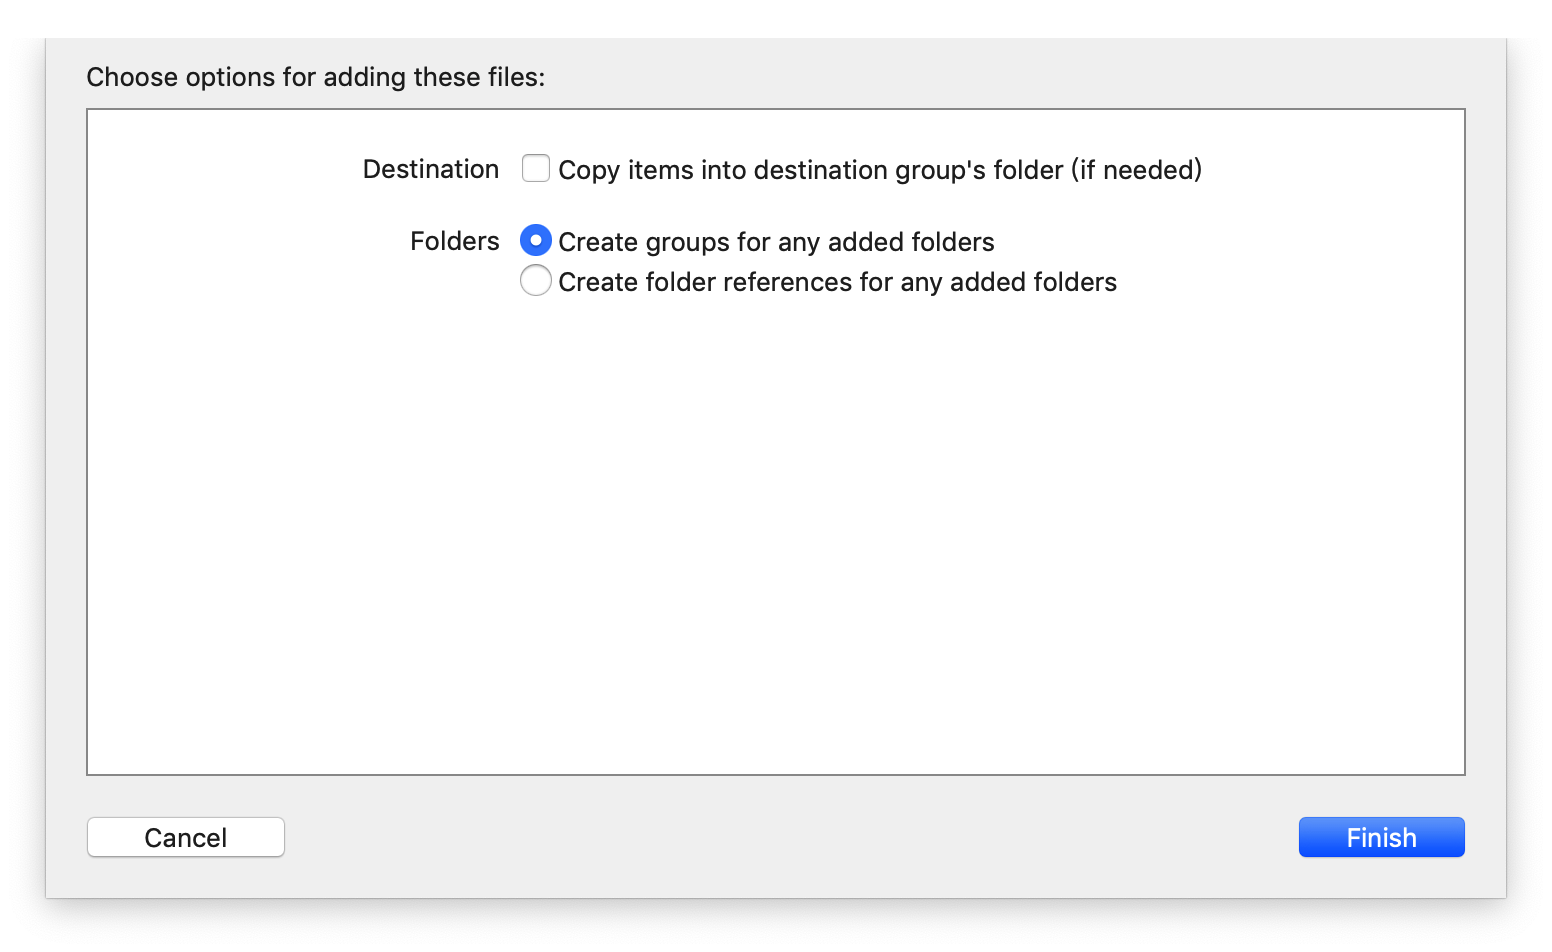 Choose options for adding these files:
Destination Copy items into destination group's folder (if needed)
Folders Create groups for any added folders
Create folder references for any added folders
Cancel Finish